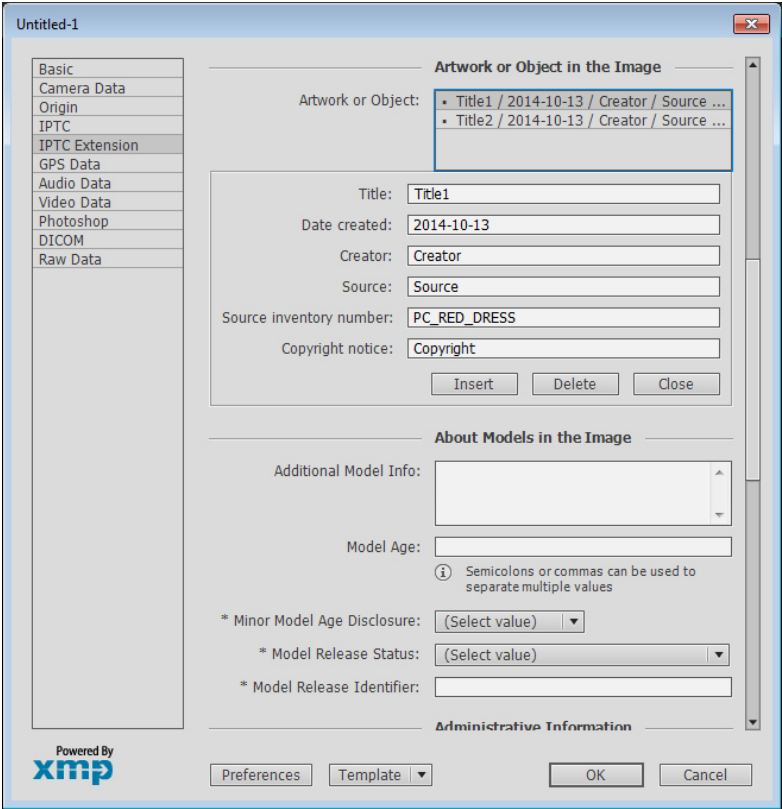 Untitled-1
Basic
Camera Data
Origin
IPTC
IPTC Extension
GPS Data
Audio Data
Video Data
Photoshop
DICOM
Raw Data
Artwork or Object in the Image
Artwork or Object:
▪ Title1 / 2014-10-13 / Creator / Source ...
▪ Title2 / 2014-10-13 / Creator / Source ...
Title: Title1
Date created: 2014-10-13
Creator: Creator
Source: Source
Source inventory number: PC_RED_DRESS
Copyright notice: Copyright
Insert Delete Close
About Models in the Image
Additional Model Info:
Model Age:
Semicolons or commas can be used to
separate multiple values
* Minor Model Age Disclosure: (Select value)
* Model Release Status: (Select value)
* Model Release Identifier:
Administrative Information
Powered By
xmp
Preferences Template OK Cancel